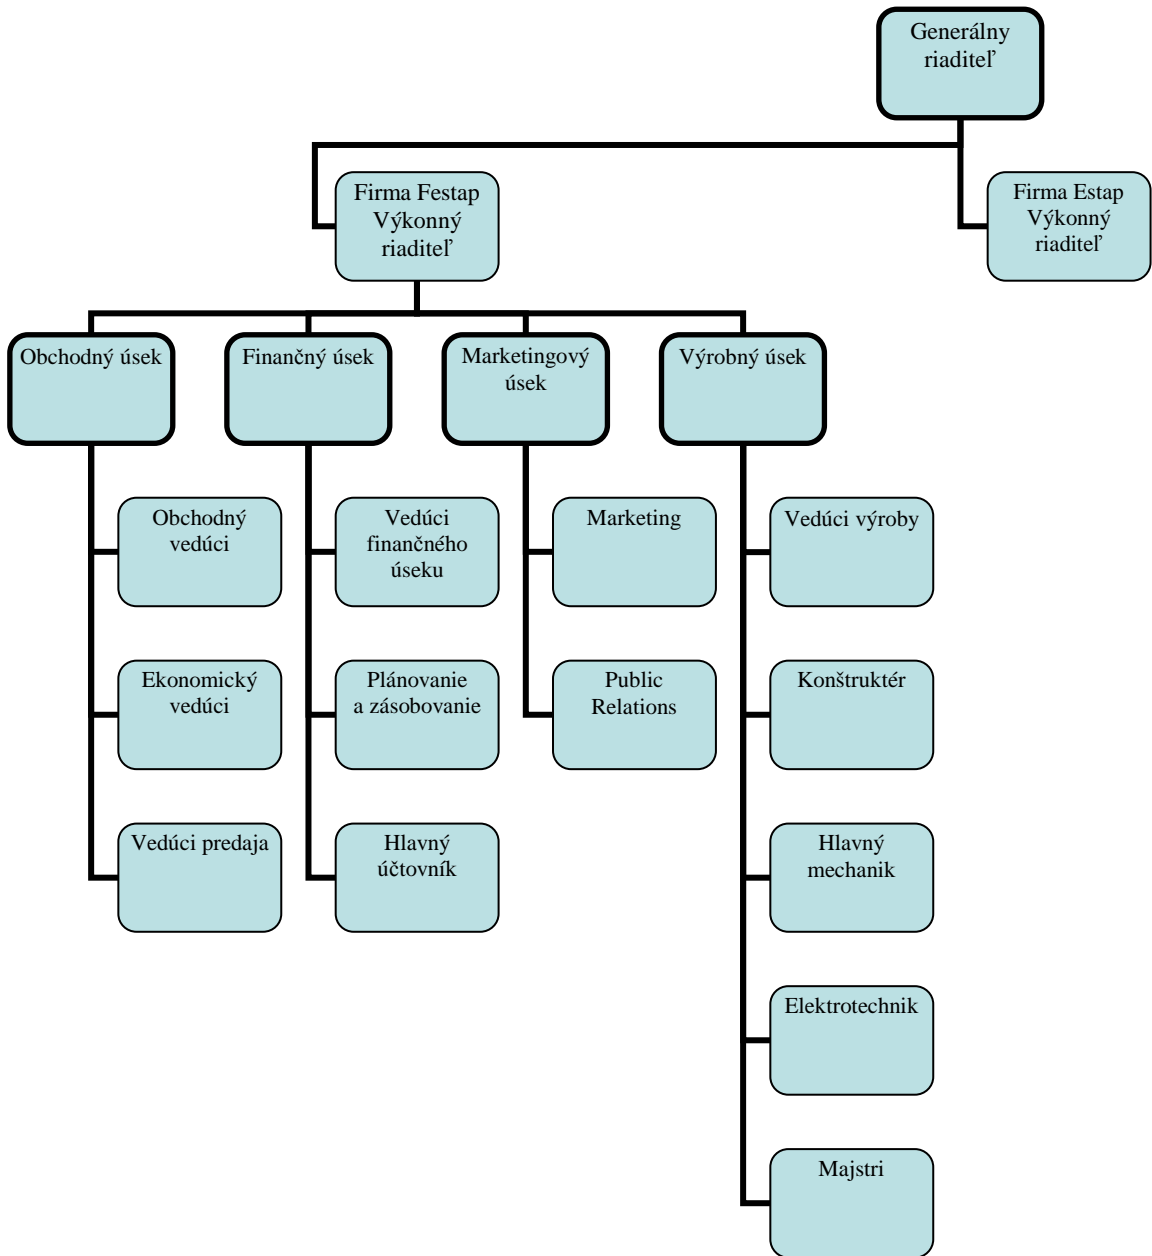 Generálny
riaditeľ
Firma Festap
Výkonný
riaditeľ
Firma Estap
Výkonný
riaditeľ
Obchodný úsek
Finančný úsek
Marketingový
úsek
Výrobný úsek
Obchodný
vedúci
Vedúci
finančného
úseku
Marketing
Vedúci výroby
Ekonomický
vedúci
Plánovanie
a zásobovanie
Public
Relations
Konštruktér
Vedúci predaja
Hlavný
účtovník
Hlavný
mechanik
Elektrotechnik
Majstri